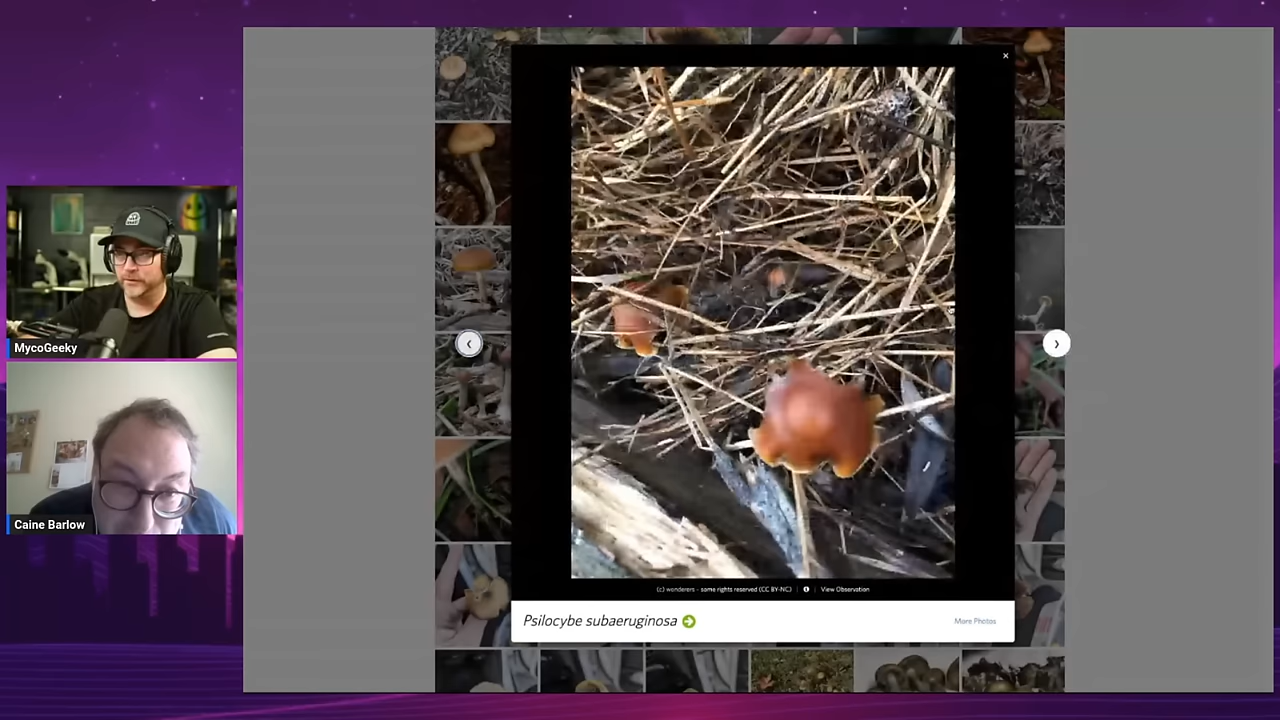 MycoGeeky
Caine Barlow
(c) wonderers - some rights reserved (CC BY-NC) | View Observation
Psilocybe subaeruginosa
More Photos